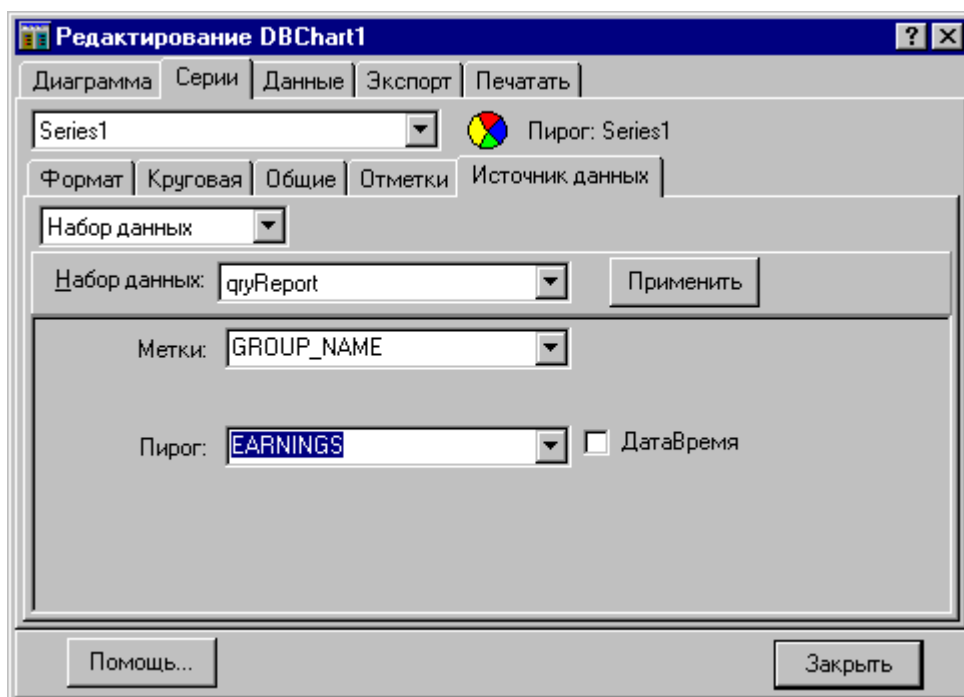 Редактирование DBChart1
Диаграмма Серии Данные Экспорт Печатать
Series1 Пирог: Series1
Формат Круговая Общие Отметки Источник данных
Набор данных
Набор данных: qryReport Применить
Метки: GROUP_NAME
Пирог: EARNINGS ДатаВремя
Помощь... Закрыть